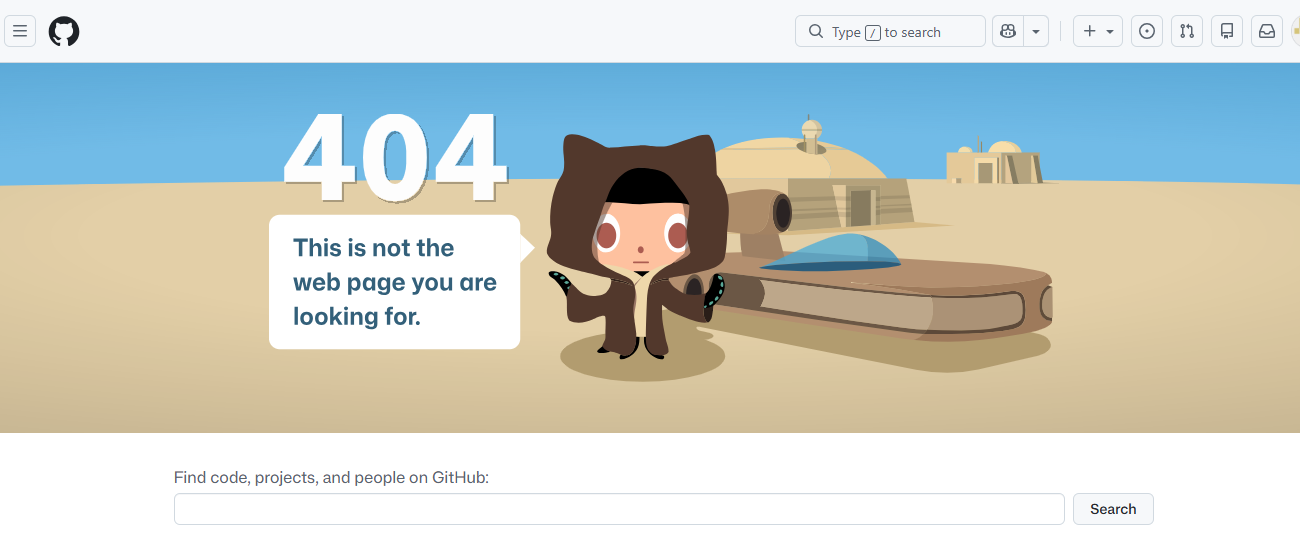 Type / to search
404
This is not the
web page you are
looking for.
Find code, projects, and people on GitHub:
Search